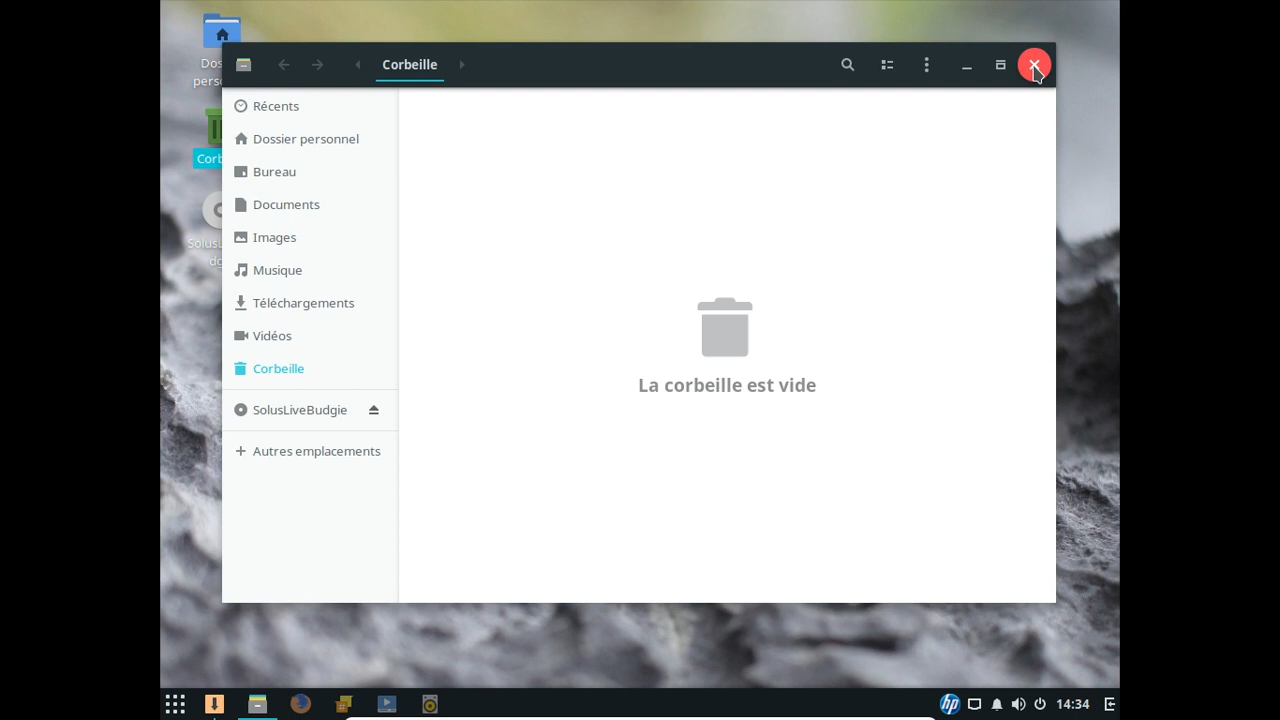 Corbeille
Récents
Dossier personnel
Bureau
Documents
Images
Musique
Téléchargements
Vidéos
Corbeille
SolusLiveBudgie
Autres emplacements
La corbeille est vide
hp
14:34